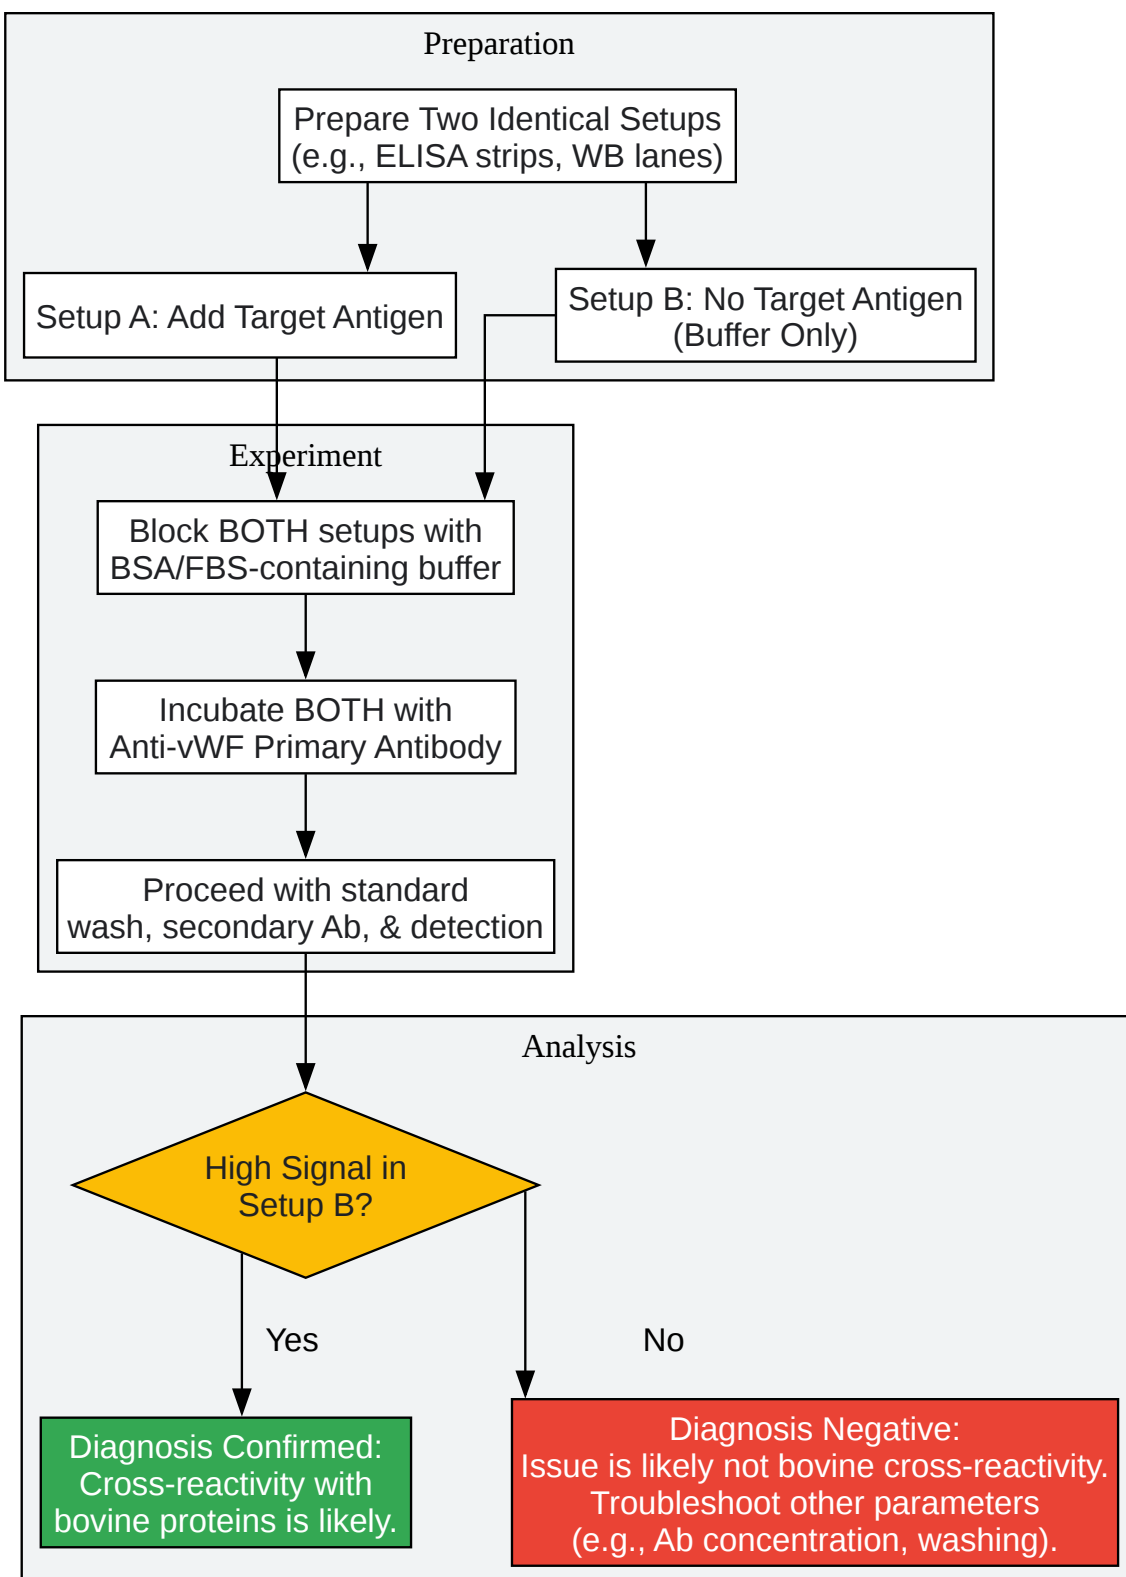 Preparation
Prepare Two Identical Setups
(e.g., ELISA strips, WB lanes)
Setup A: Add Target Antigen
Setup B: No Target Antigen
(Buffer Only)
Experiment
Block BOTH setups with
BSA/FBS-containing buffer
Incubate BOTH with
Anti-vWF Primary Antibody
Proceed with standard
wash, secondary Ab, & detection
Analysis
High Signal in
Setup B?
Yes
No
Diagnosis Confirmed:
Cross-reactivity with
bovine proteins is likely.
Diagnosis Negative:
Issue is likely not bovine cross-reactivity.
Troubleshoot other parameters
(e.g., Ab concentration, washing).